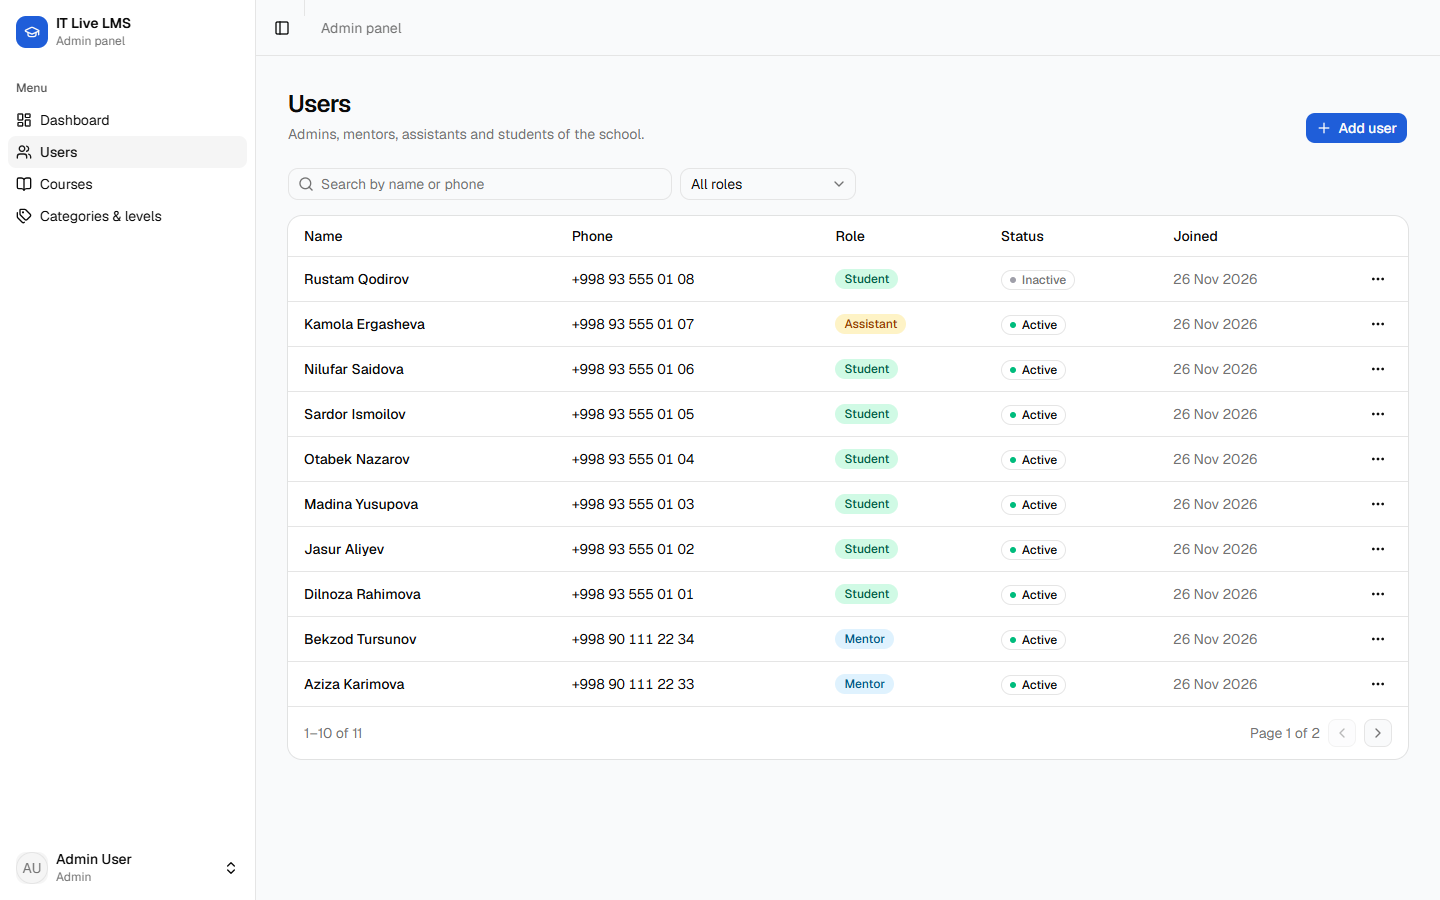 IT Live LMS
Admin panel
Menu
Dashboard
Users
Courses
Categories & levels
Admin User
Admin
AU
Admin panel
Users
Admins, mentors, assistants and students of the school.
Add user
Search by name or phone
All roles
Name Phone Role Status Joined
Rustam Qodirov +998 93 555 01 08 Student Inactive 26 Nov 2026
Kamola Ergasheva +998 93 555 01 07 Assistant Active 26 Nov 2026
Nilufar Saidova +998 93 555 01 06 Student Active 26 Nov 2026
Sardor Ismoilov +998 93 555 01 05 Student Active 26 Nov 2026
Otabek Nazarov +998 93 555 01 04 Student Active 26 Nov 2026
Madina Yusupova +998 93 555 01 03 Student Active 26 Nov 2026
Jasur Aliyev +998 93 555 01 02 Student Active 26 Nov 2026
Dilnoza Rahimova +998 93 555 01 01 Student Active 26 Nov 2026
Bekzod Tursunov +998 90 111 22 34 Mentor Active 26 Nov 2026
Aziza Karimova +998 90 111 22 33 Mentor Active 26 Nov 2026
1–10 of 11 Page 1 of 2